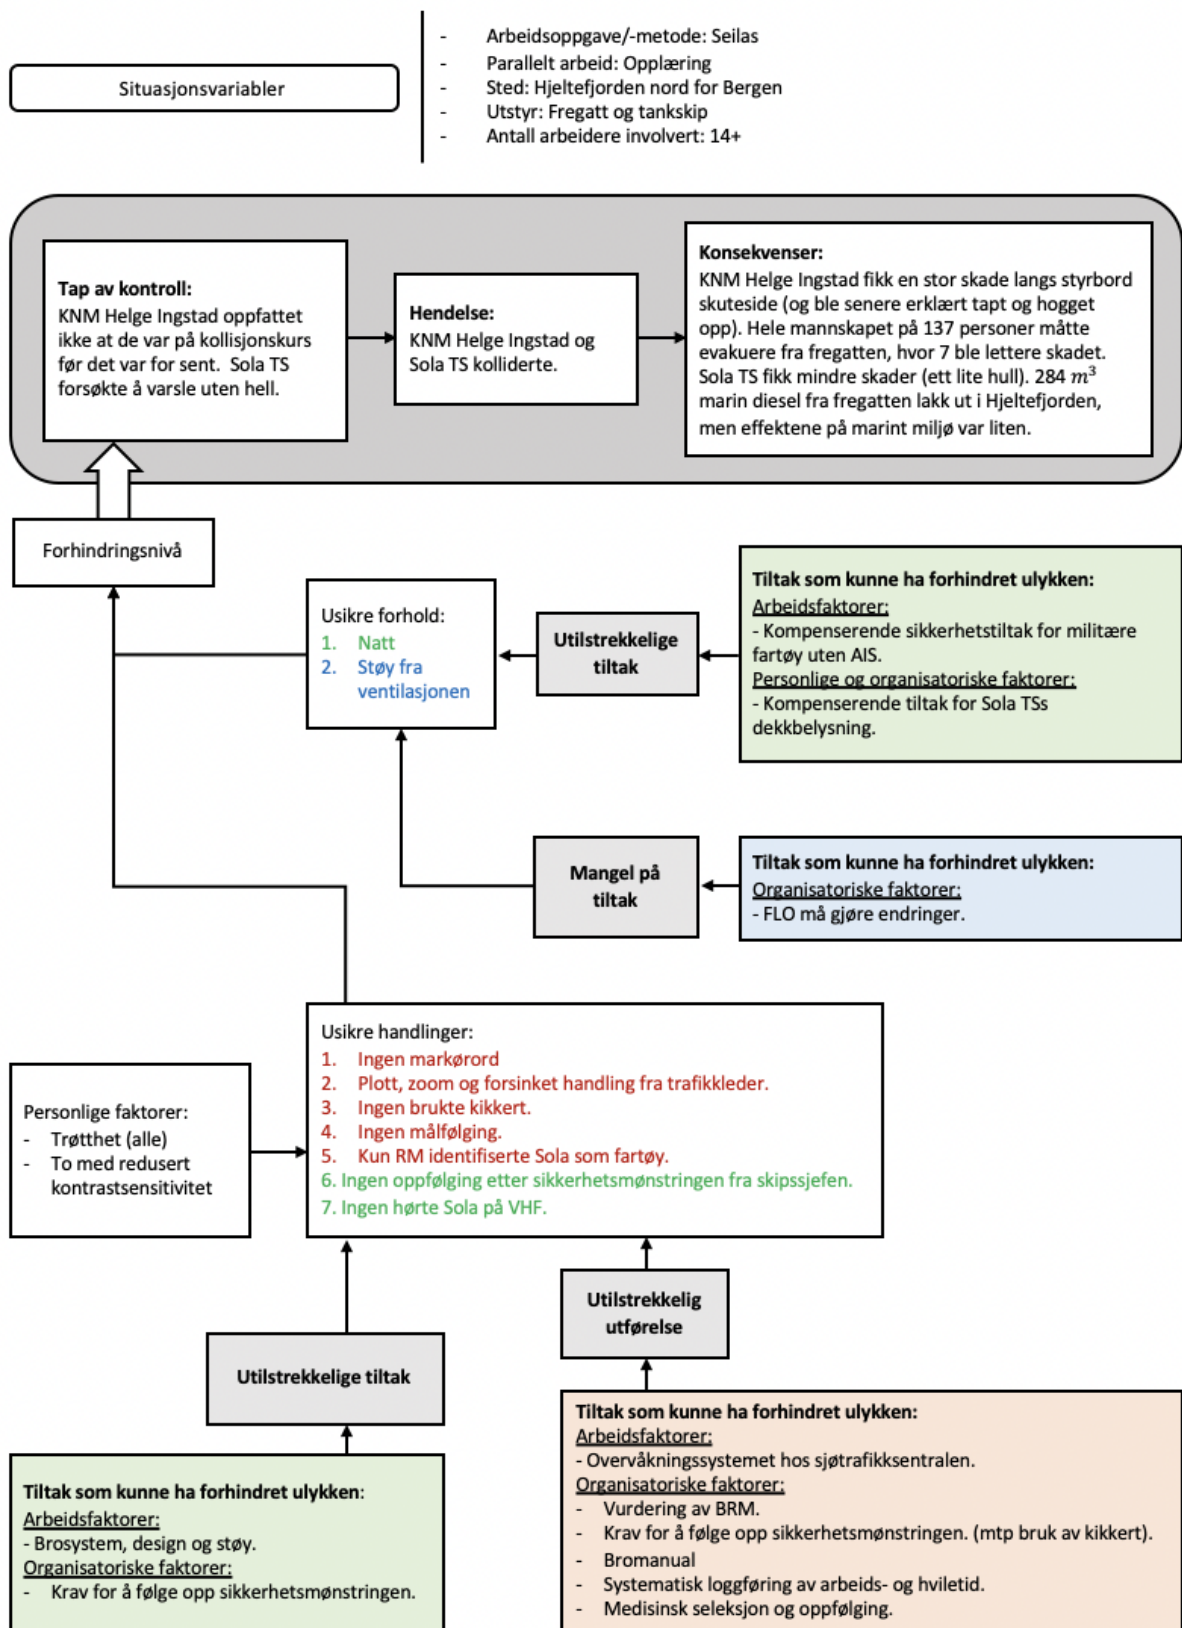 Situasjonsvariabler
- Arbeidsoppgave/-metode: Seilas
- Parallelt arbeid: Opplæring
- Sted: Hjeltefjorden nord for Bergen
- Utstyr: Fregatt og tankskip
- Antall arbeidere involvert: 14+
Tap av kontroll:
KNM Helge Ingstad oppfattet
ikke at de var på kollisjonskurs
før det var for sent. Sola TS
forsøkte å varsle uten hell.
Hendelse:
KNM Helge Ingstad og
Sola TS kolliderte.
Konsekvenser:
KNM Helge Ingstad fikk en stor skade langs styrbord
skuteside (og ble senere erklært tapt og hogget
opp). Hele mannskapet på 137 personer måtte
evakuere fra fregatten, hvor 7 ble lettere skadet.
Sola TS fikk mindre skader (ett lite hull). 284 m³
marin diesel fra fregatten lakk ut i Hjeltefjorden,
men effektene på marint miljø var liten.
Forhindringsnivå
Usikre forhold:
1. Natt
2. Støy fra
ventilasjonen
Utilstrekkelige
tiltak
Tiltak som kunne ha forhindret ulykken:
Arbeidsfaktorer:
- Kompenserende sikkerhetstiltak for militære
fartøy uten AIS.
Personlige og organisatoriske faktorer:
- Kompenserende tiltak for Sola TSs
dekkbelysning.
Mangel på
tiltak
Tiltak som kunne ha forhindret ulykken:
Organisatoriske faktorer:
- FLO må gjøre endringer.
Personlige faktorer:
- Trøtthet (alle)
- To med redusert
kontrastsensitivitet
Usikre handlinger:
1. Ingen markørord
2. Plott, zoom og forsinket handling fra trafikkleder.
3. Ingen brukte kikkert.
4. Ingen målfølging.
5. Kun RM identifiserte Sola som fartøy.
6. Ingen oppfølging etter sikkerhetsmønstringen fra skipssjefen.
7. Ingen hørte Sola på VHF.
Utilstrekkelige tiltak
Utilstrekkelig
utførelse
Tiltak som kunne ha forhindret ulykken:
Arbeidsfaktorer:
- Brosystem, design og støy.
Organisatoriske faktorer:
- Krav for å følge opp sikkerhetsmønstringen.
Tiltak som kunne ha forhindret ulykken:
Arbeidsfaktorer:
- Overvåkningssystemet hos sjøtrafikksentralen.
Organisatoriske faktorer:
- Vurdering av BRM.
- Krav for å følge opp sikkerhetsmønstringen. (mtp bruk av kikkert).
- Bromanual
- Systematisk loggføring av arbeids- og hviletid.
- Medisinsk seleksjon og oppfølging.